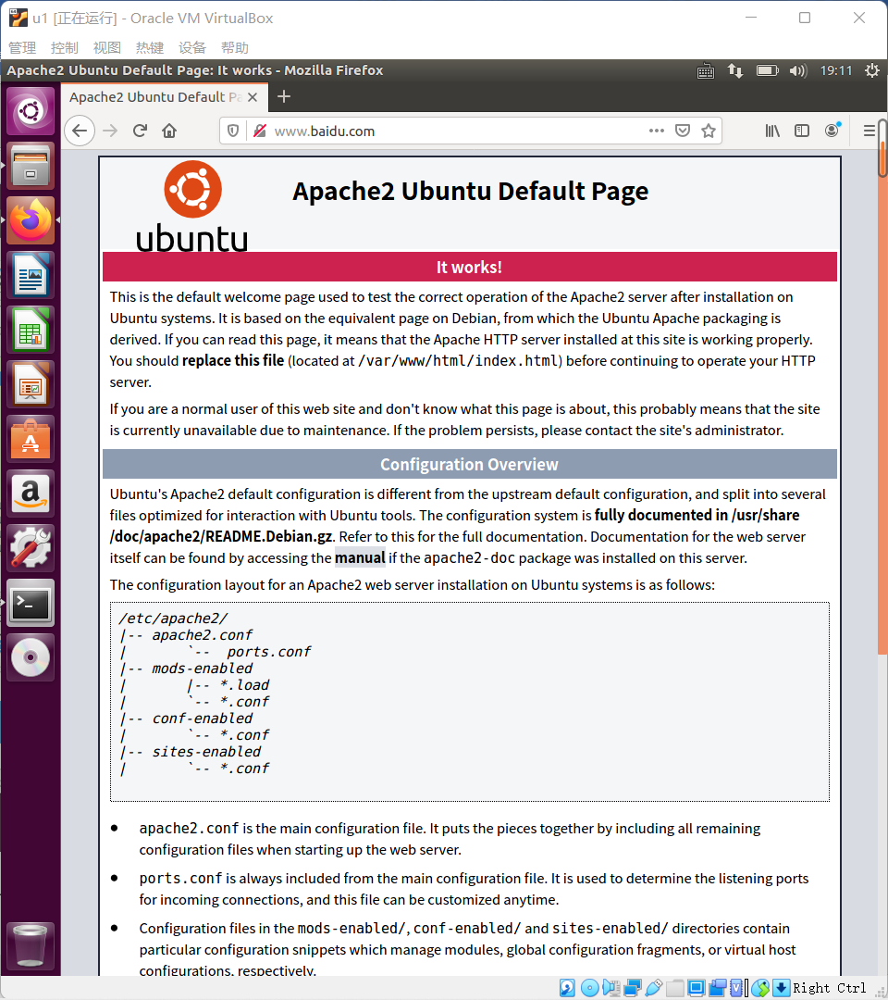 u1 [正在运行] - Oracle VM VirtualBox
管理 控制 视图 热键 设备 帮助
Apache2 Ubuntu Default Page: It works - Mozilla Firefox
19:11
Apache2 Ubuntu Default Pa
www.baidu.com
ubuntu
Apache2 Ubuntu Default Page
It works!
This is the default welcome page used to test the correct operation of the Apache2 server after installation on
Ubuntu systems. It is based on the equivalent page on Debian, from which the Ubuntu Apache packaging is
derived. If you can read this page, it means that the Apache HTTP server installed at this site is working properly.
You should replace this file (located at /var/www/html/index.html) before continuing to operate your HTTP
server.
If you are a normal user of this web site and don't know what this page is about, this probably means that the site
is currently unavailable due to maintenance. If the problem persists, please contact the site's administrator.
Configuration Overview
Ubuntu's Apache2 default configuration is different from the upstream default configuration, and split into several
files optimized for interaction with Ubuntu tools. The configuration system is fully documented in /usr/share
/doc/apache2/README.Debian.gz. Refer to this for the full documentation. Documentation for the web server
itself can be found by accessing the manual if the apache2-doc package was installed on this server.
The configuration layout for an Apache2 web server installation on Ubuntu systems is as follows:
/etc/apache2/
|-- apache2.conf
|       `--  ports.conf
|-- mods-enabled
|       |-- *.load
|       `-- *.conf
|-- conf-enabled
|       `-- *.conf
|-- sites-enabled
|       `-- *.conf
• apache2.conf is the main configuration file. It puts the pieces together by including all remaining
configuration files when starting up the web server.
• ports.conf is always included from the main configuration file. It is used to determine the listening ports
for incoming connections, and this file can be customized anytime.
• Configuration files in the mods-enabled/, conf-enabled/ and sites-enabled/ directories contain
particular configuration snippets which manage modules, global configuration fragments, or virtual host
configurations, respectively.
Right Ctrl